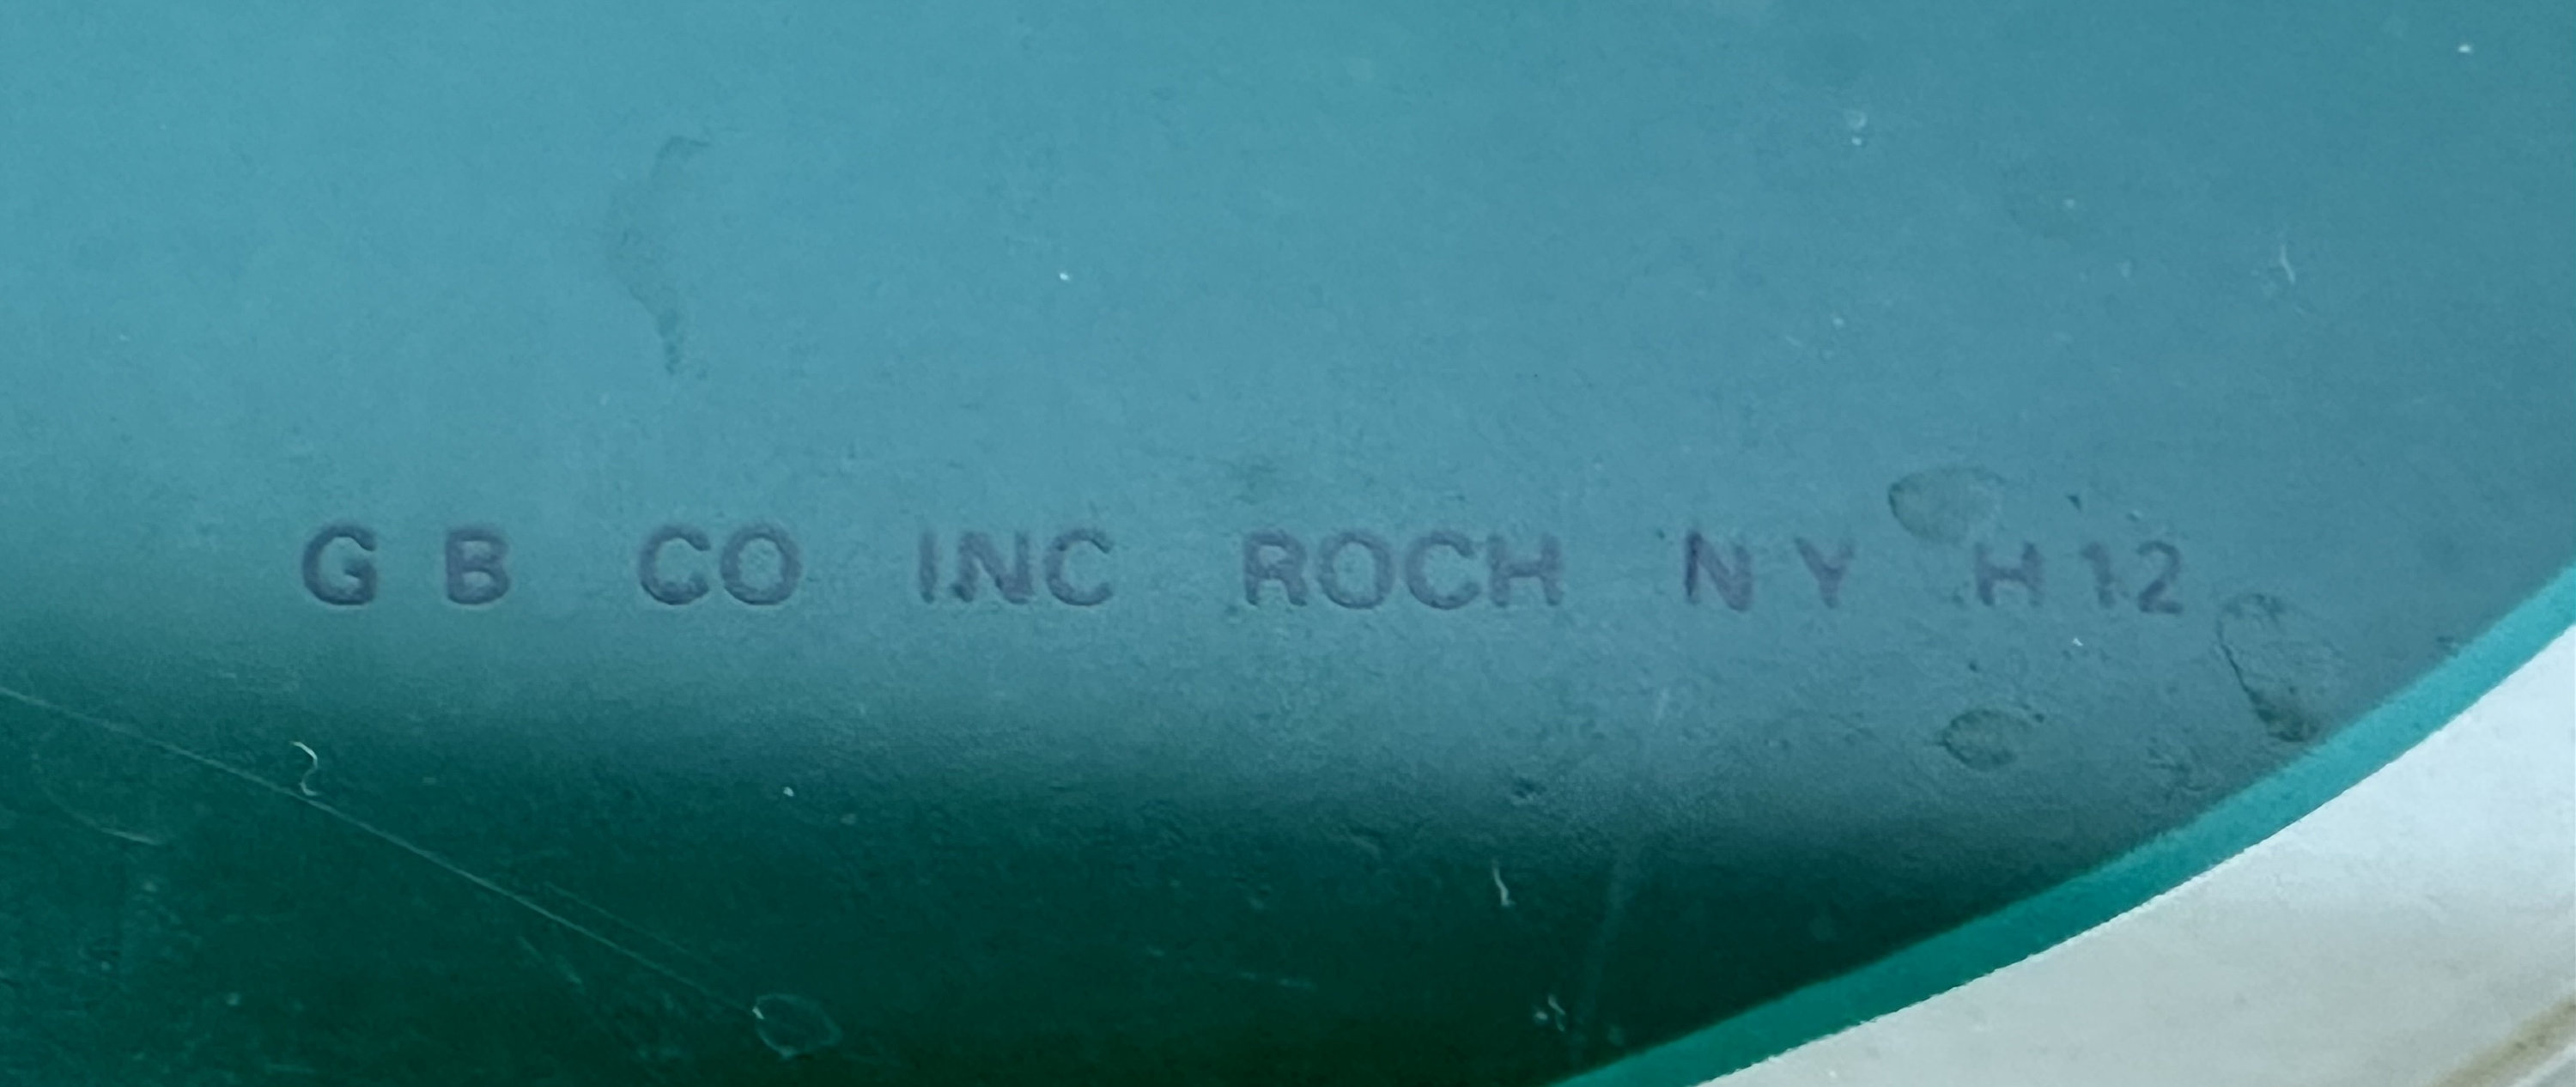 G B CO INC ROCH N Y H 12